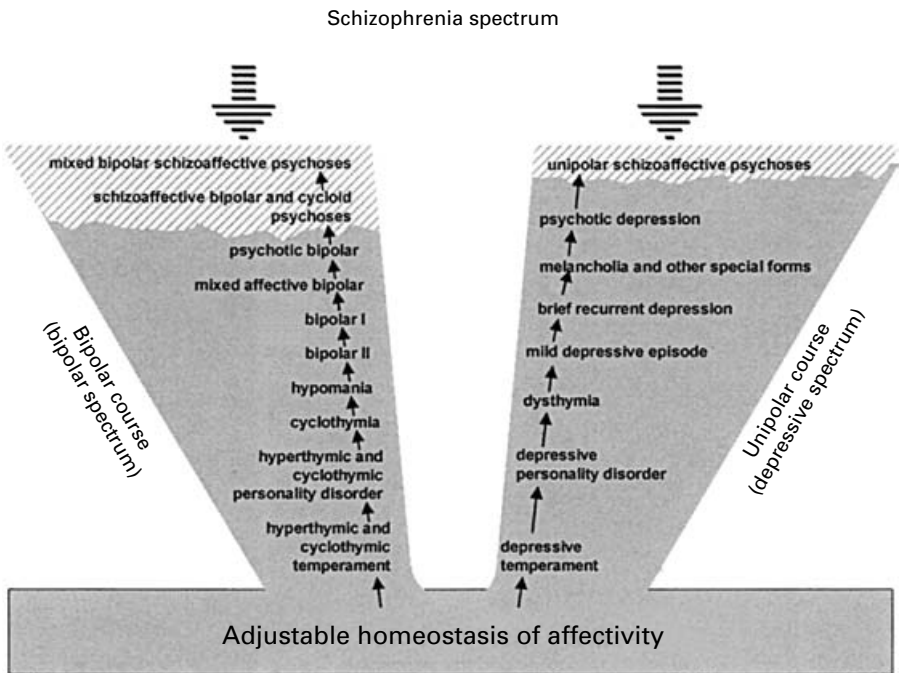 Schizophrenia spectrum
mixed bipolar schizoaffective psychoses
schizoaffective bipolar and cycloid
psychoses
psychotic bipolar
mixed affective bipolar
bipolar I
bipolar II
hypomania
cyclothymia
hyperthymic and
cyclothymic
personality disorder
hyperthymic and
cyclothymic
temperament
Bipolar course
(bipolar spectrum)
unipolar schizoaffective psychoses
psychotic depression
melancholia and other special forms
brief recurrent depression
mild depressive episode
dysthymia
depressive
personality disorder
depressive
temperament
Unipolar course
(depressive spectrum)
Adjustable homeostasis of affectivity